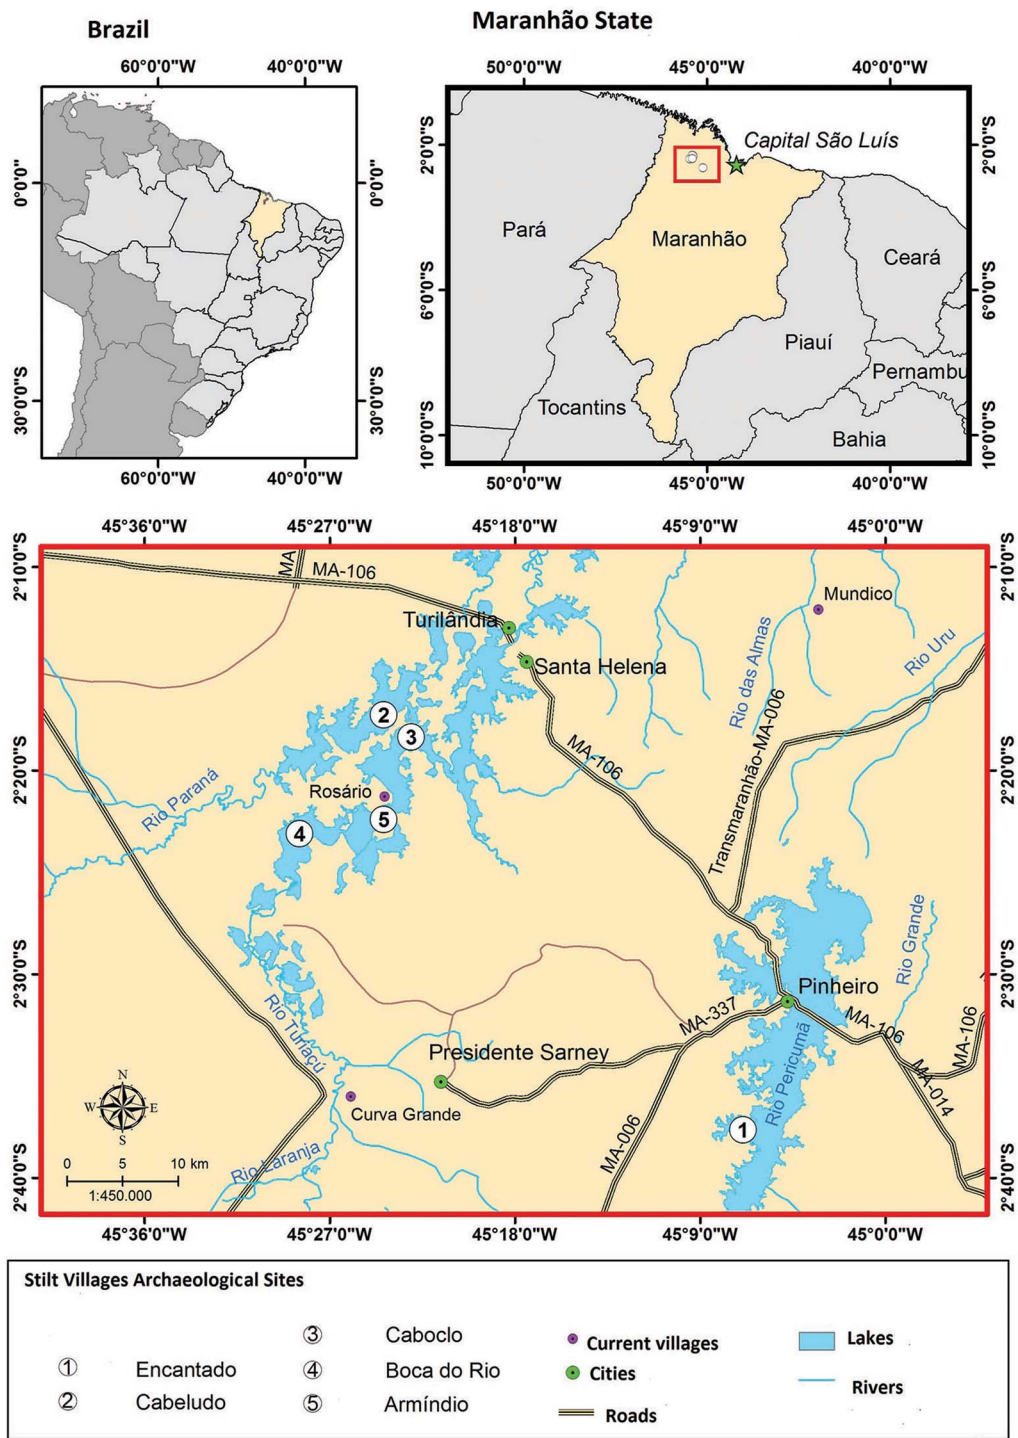 Brazil
Maranhão State
60°0'0"W 40°0'0"W
50°0'0"W 45°0'0"W 40°0'0"W
0°0'0"
0°0'0"
30°0'0"S
30°0'0"S
60°0'0"W 40°0'0"W
2°0'0"S
2°0'0"S
6°0'0"S
6°0'0"S
10°0'0"S
10°0'0"S
Capital São Luís
Pará
Maranhão
Ceará
Piauí
Pernambu
Tocantins
Bahia
50°0'0"W 45°0'0"W 40°0'0"W
45°36'0"W 45°27'0"W 45°18'0"W 45°9'0"W 45°0'0"W
2°10'0"S
2°10'0"S
MA
MA-106
Mundico
Turilândia
Rio das Almas
Rio Uru
Santa Helena
2
3
Transmaranhão-MA-006
MA-106
2°20'0"S
2°20'0"S
Rio Paraná
Rosário
5
4
Rio Grande
2°30'0"S
2°30'0"S
Pinheiro
Rio Turiaçú
MA-337
MA-106
MA-106
Presidente Sarney
Rio Pericumã
MA-014
N
W E
S
Curva Grande
1
MA-006
Rio Laranja
0 5 10 km
1:450.000
2°40'0"S
2°40'0"S
45°36'0"W 45°27'0"W 45°18'0"W 45°9'0"W 45°0'0"W
Stilt Villages Archaeological Sites
1 Encantado
2 Cabeludo
3 Caboclo
4 Boca do Rio
5 Armíndio
Current villages
Cities
Roads
Lakes
Rivers